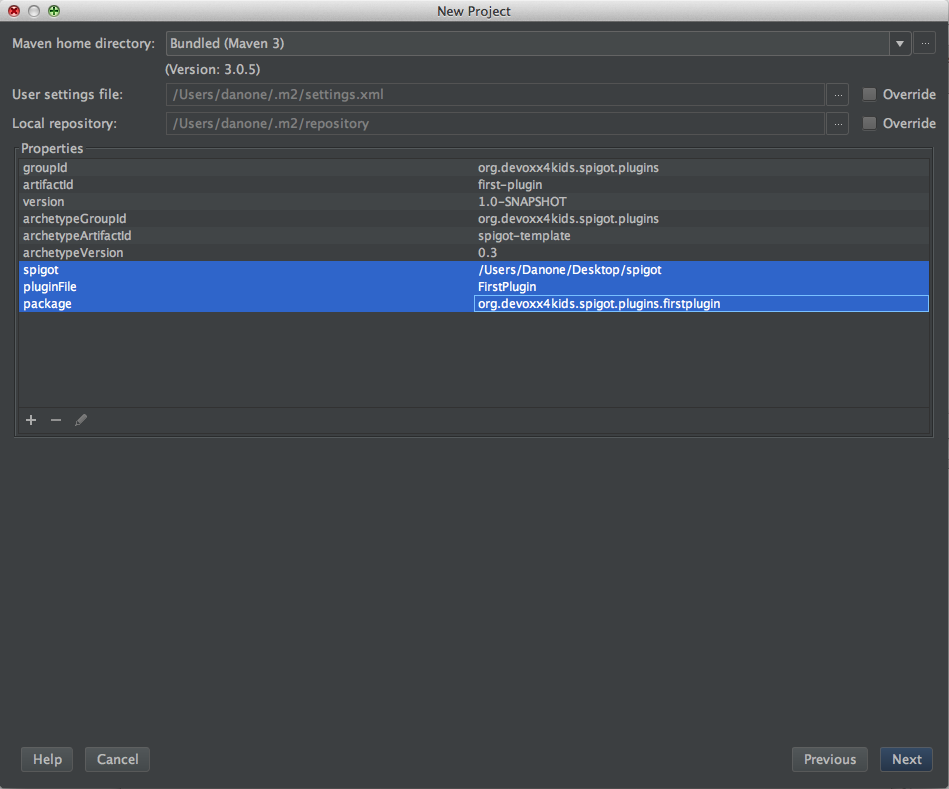 New Project
Maven home directory: Bundled (Maven 3) ...
(Version: 3.0.5)
User settings file: /Users/danone/.m2/settings.xml ... Override
Local repository: /Users/danone/.m2/repository ... Override
Properties
groupId org.devoxx4kids.spigot.plugins
artifactId first-plugin
version 1.0-SNAPSHOT
archetypeGroupId org.devoxx4kids.spigot.plugins
archetypeArtifactId spigot-template
archetypeVersion 0.3
spigot /Users/Danone/Desktop/spigot
pluginFile FirstPlugin
package org.devoxx4kids.spigot.plugins.firstplugin
Help Cancel Previous Next